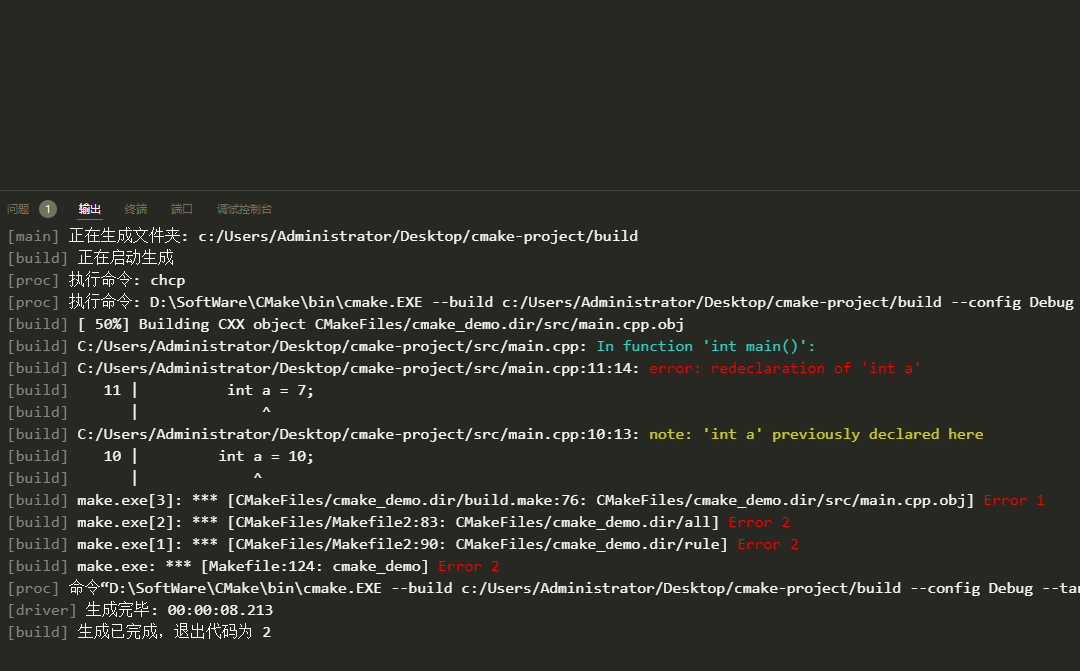 问题 1 输出 终端 端口 调试控制台
[main] 正在生成文件夹: c:/Users/Administrator/Desktop/cmake-project/build
[build] 正在启动生成
[proc] 执行命令: chcp
[proc] 执行命令: D:\SoftWare\CMake\bin\cmake.EXE --build c:/Users/Administrator/Desktop/cmake-project/build --config Debug
[build] [ 50%] Building CXX object CMakeFiles/cmake_demo.dir/src/main.cpp.obj
[build] C:/Users/Administrator/Desktop/cmake-project/src/main.cpp: In function 'int main()':
[build] C:/Users/Administrator/Desktop/cmake-project/src/main.cpp:11:14: error: redeclaration of 'int a'
[build]    11 |          int a = 7;
[build]       |              ^
[build] C:/Users/Administrator/Desktop/cmake-project/src/main.cpp:10:13: note: 'int a' previously declared here
[build]    10 |         int a = 10;
[build]       |             ^
[build] make.exe[3]: *** [CMakeFiles/cmake_demo.dir/build.make:76: CMakeFiles/cmake_demo.dir/src/main.cpp.obj] Error 1
[build] make.exe[2]: *** [CMakeFiles/Makefile2:83: CMakeFiles/cmake_demo.dir/all] Error 2
[build] make.exe[1]: *** [CMakeFiles/Makefile2:90: CMakeFiles/cmake_demo.dir/rule] Error 2
[build] make.exe: *** [Makefile:124: cmake_demo] Error 2
[proc] 命令“D:\SoftWare\CMake\bin\cmake.EXE --build c:/Users/Administrator/Desktop/cmake-project/build --config Debug --tar
[driver] 生成完毕: 00:00:08.213
[build] 生成已完成，退出代码为 2